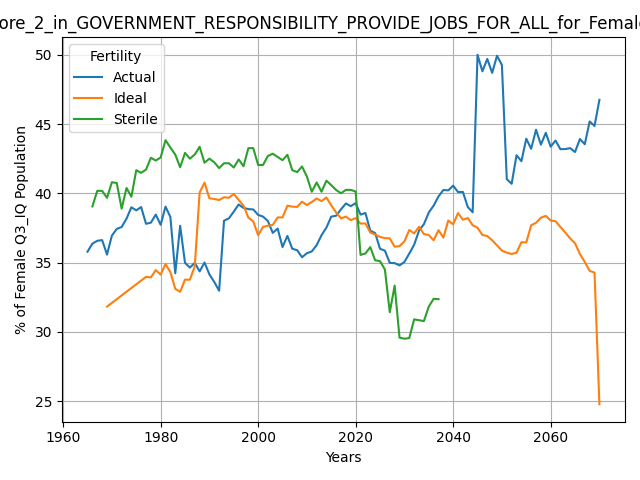 ore_2_in_GOVERNMENT_RESPONSIBILITY_PROVIDE_JOBS_FOR_ALL_for_Female
50
45
40
35
30
25
% of Female Q3_IQ Population
Fertility
Actual
Ideal
Sterile
1960
1980
2000
2020
2040
2060
Years